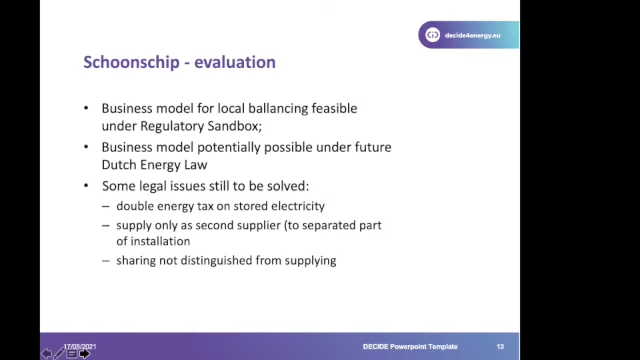 decide4energy.eu
Schoonschip - evaluation
• Business model for local ballancing feasible
under Regulatory Sandbox;
• Business model potentially possible under future
Dutch Energy Law
• Some legal issues still to be solved:
– double energy tax on stored electricity
– supply only as second supplier (to separated part
of installation
– sharing not distinguished from supplying
17/05/2021
DECIDE Powerpoint Template
13